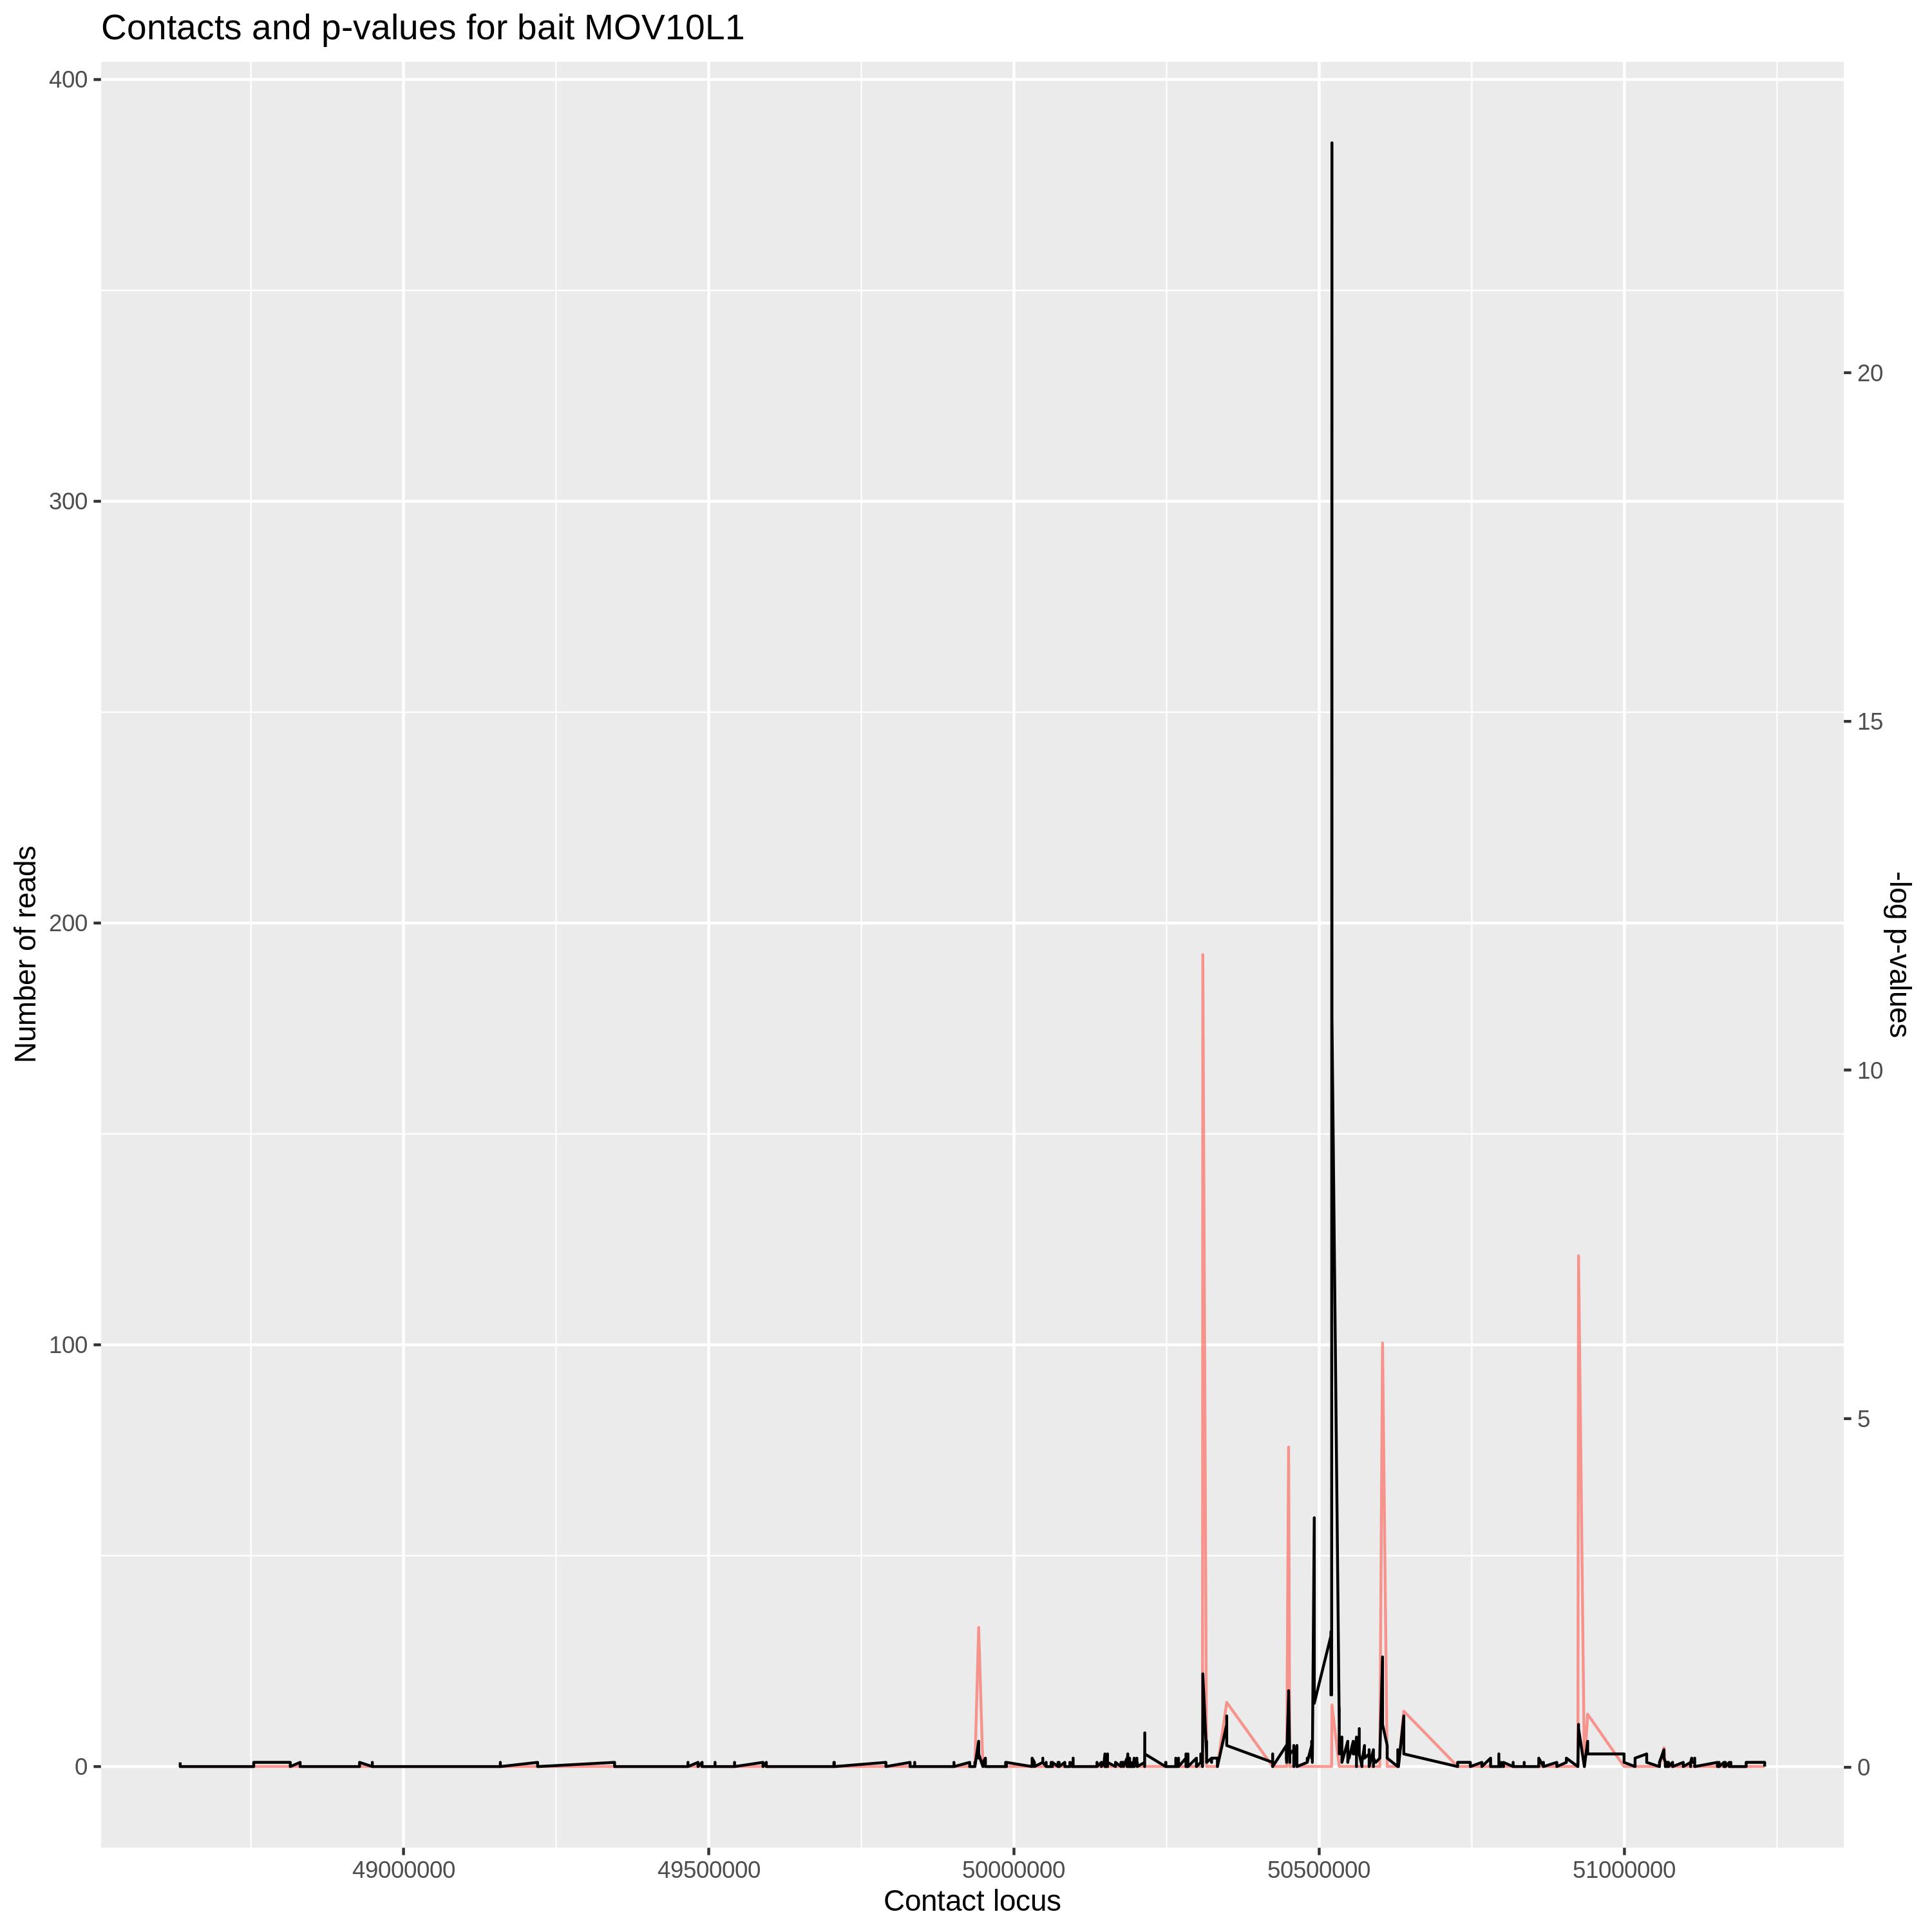 Contacts and p-values for bait MOV10L1
400
300
200
100
0
Number of reads
20
15
10
5
0
-log p-values
49000000 49500000 50000000 50500000 51000000
Contact locus